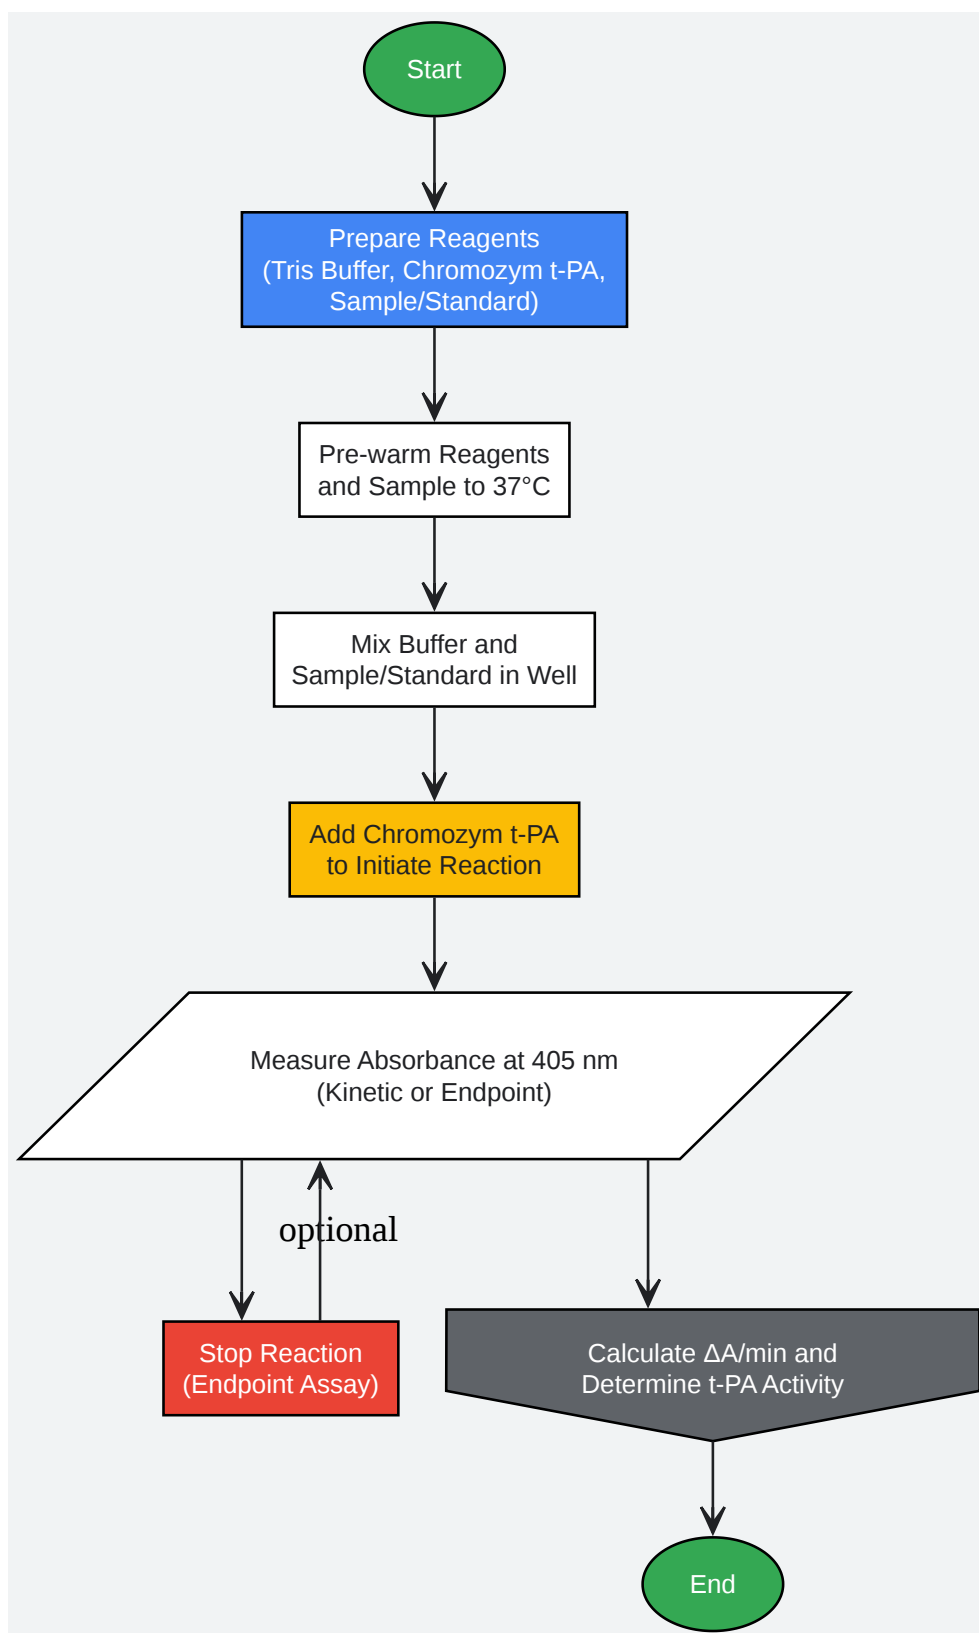 Start
Prepare Reagents
(Tris Buffer, Chromozym t-PA,
Sample/Standard)
Pre-warm Reagents
and Sample to 37°C
Mix Buffer and
Sample/Standard in Well
Add Chromozym t-PA
to Initiate Reaction
Measure Absorbance at 405 nm
(Kinetic or Endpoint)
optional
Stop Reaction
(Endpoint Assay)
Calculate ΔA/min and
Determine t-PA Activity
End